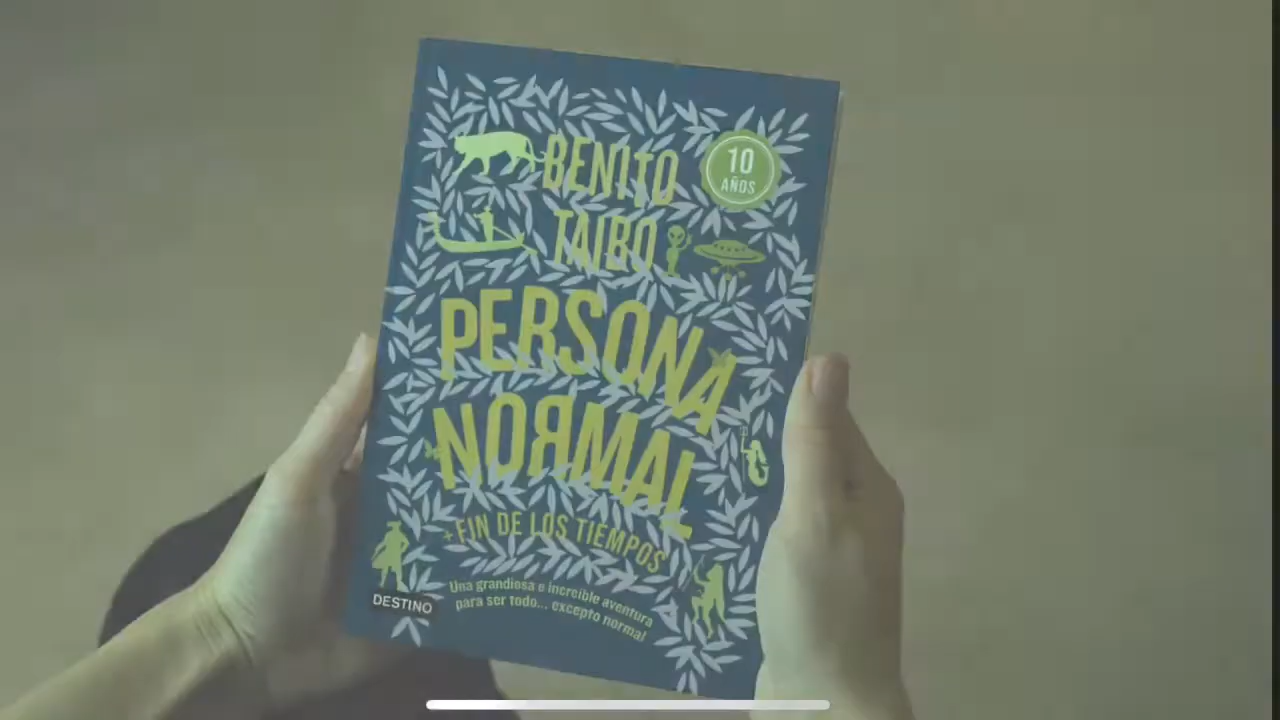 BENITO
TAIBO
10
AÑOS
PERSONA
NORMAL
+ FIN DE LOS TIEMPOS
Una grandiosa e increíble aventura
para ser todo... excepto normal
DESTINO